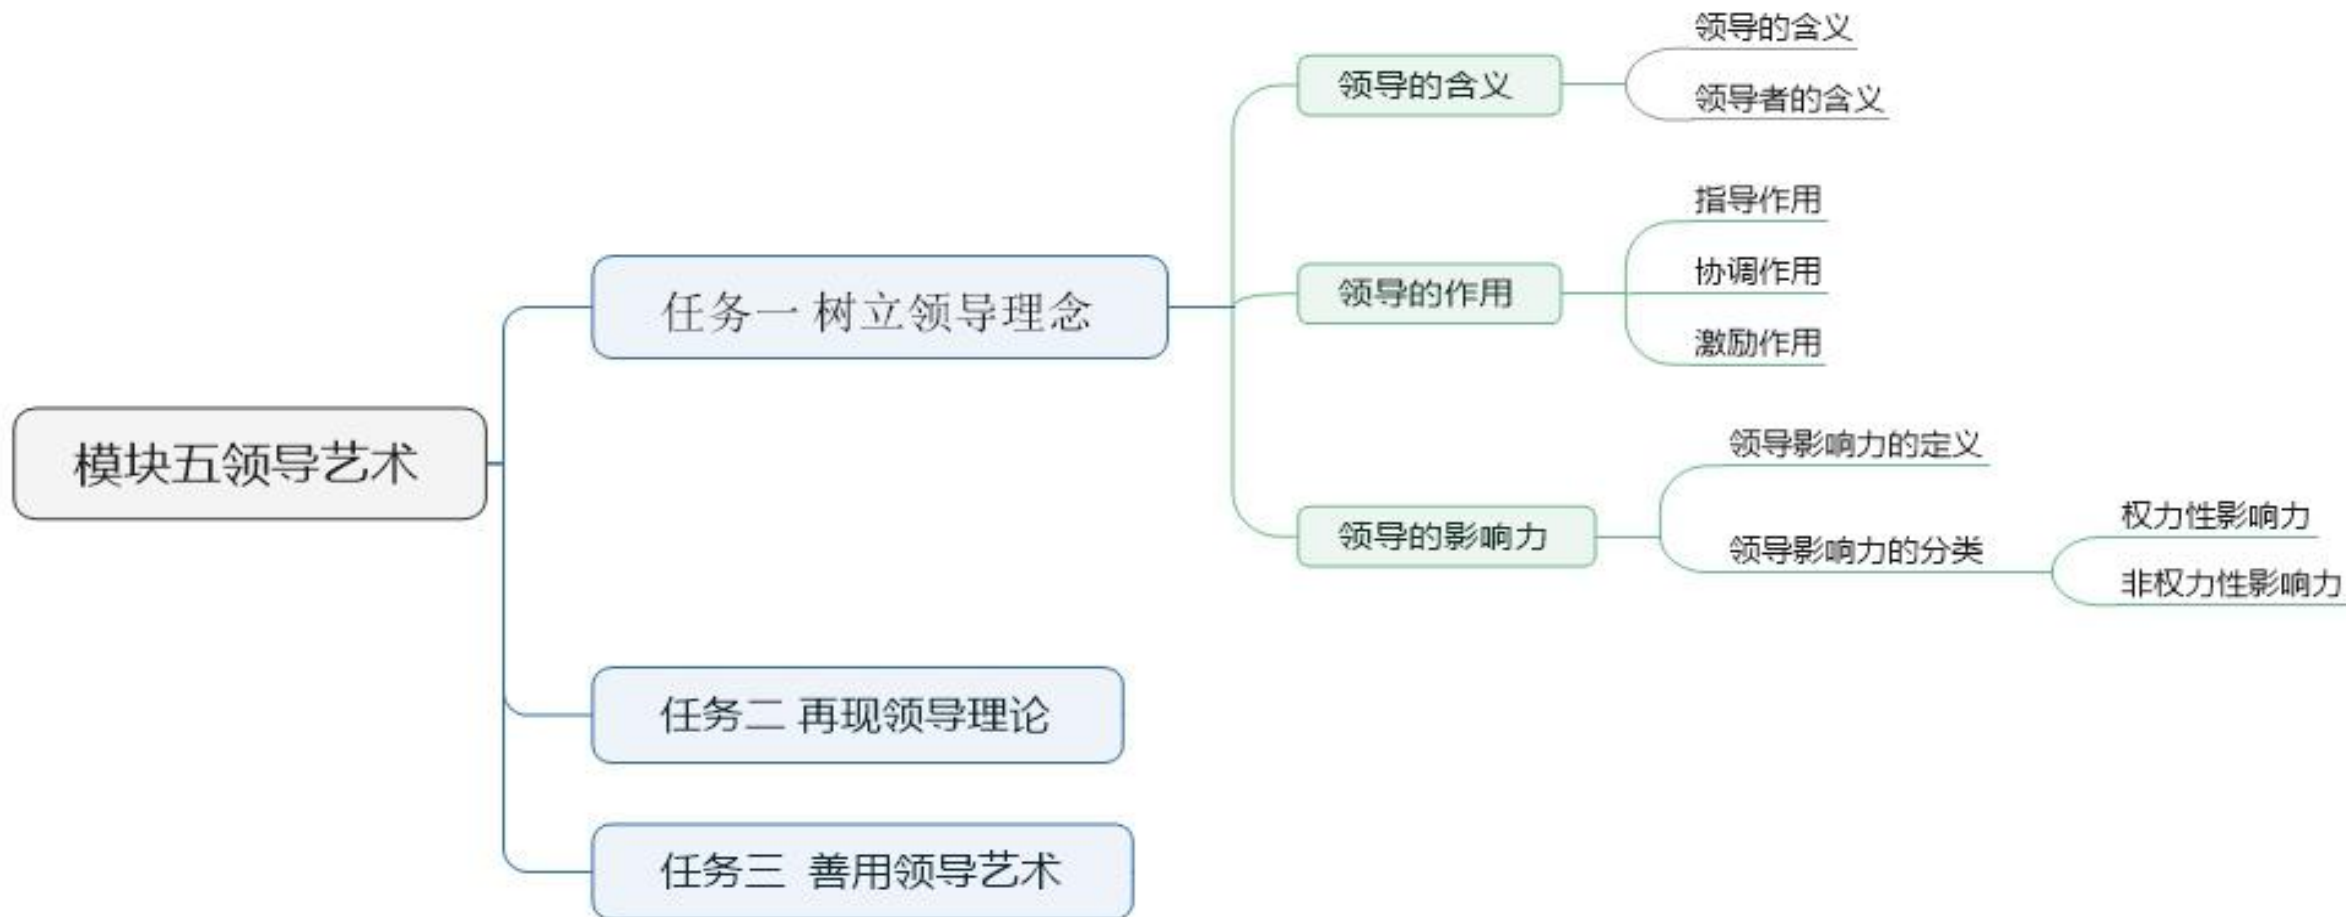 模块五领导艺术
任务一 树立领导理念
领导的含义
领导的含义
领导者的含义
领导的作用
指导作用
协调作用
激励作用
领导的影响力
领导影响力的定义
领导影响力的分类
权力性影响力
非权力性影响力
任务二 再现领导理论
任务三 善用领导艺术